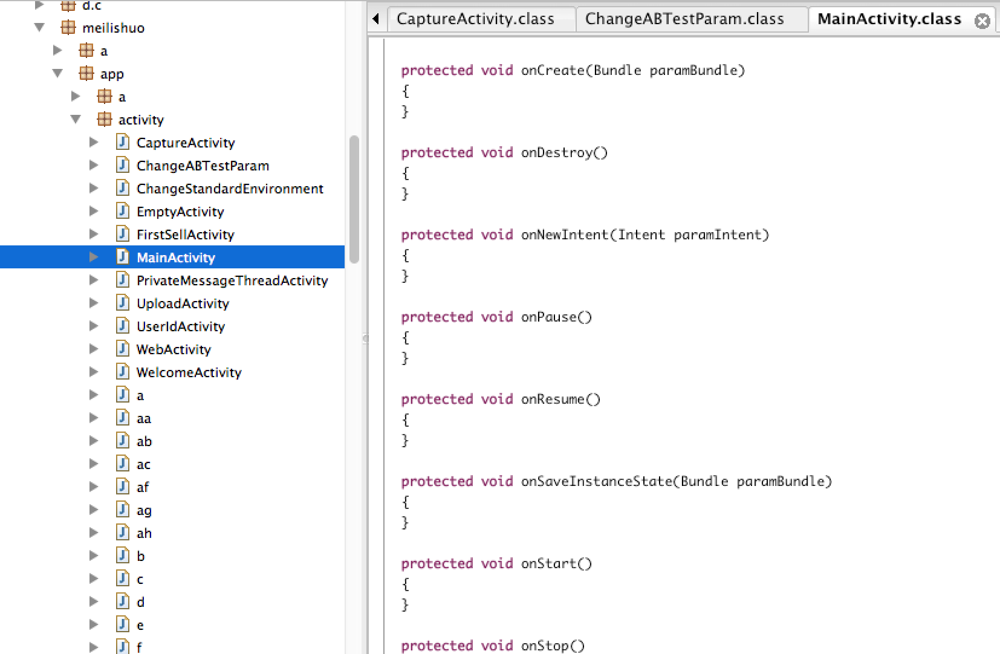 d.c
meilishuo
a
app
a
activity
CaptureActivity
ChangeABTestParam
ChangeStandardEnvironment
EmptyActivity
FirstSellActivity
MainActivity
PrivateMessageThreadActivity
UploadActivity
UserIdActivity
WebActivity
WelcomeActivity
a
aa
ab
ac
af
ag
ah
b
c
d
e
f
CaptureActivity.class ChangeABTestParam.class MainActivity.class
protected void onCreate(Bundle paramBundle)
{
}
protected void onDestroy()
{
}
protected void onNewIntent(Intent paramIntent)
{
}
protected void onPause()
{
}
protected void onResume()
{
}
protected void onSaveInstanceState(Bundle paramBundle)
{
}
protected void onStart()
{
}
protected void onStop()